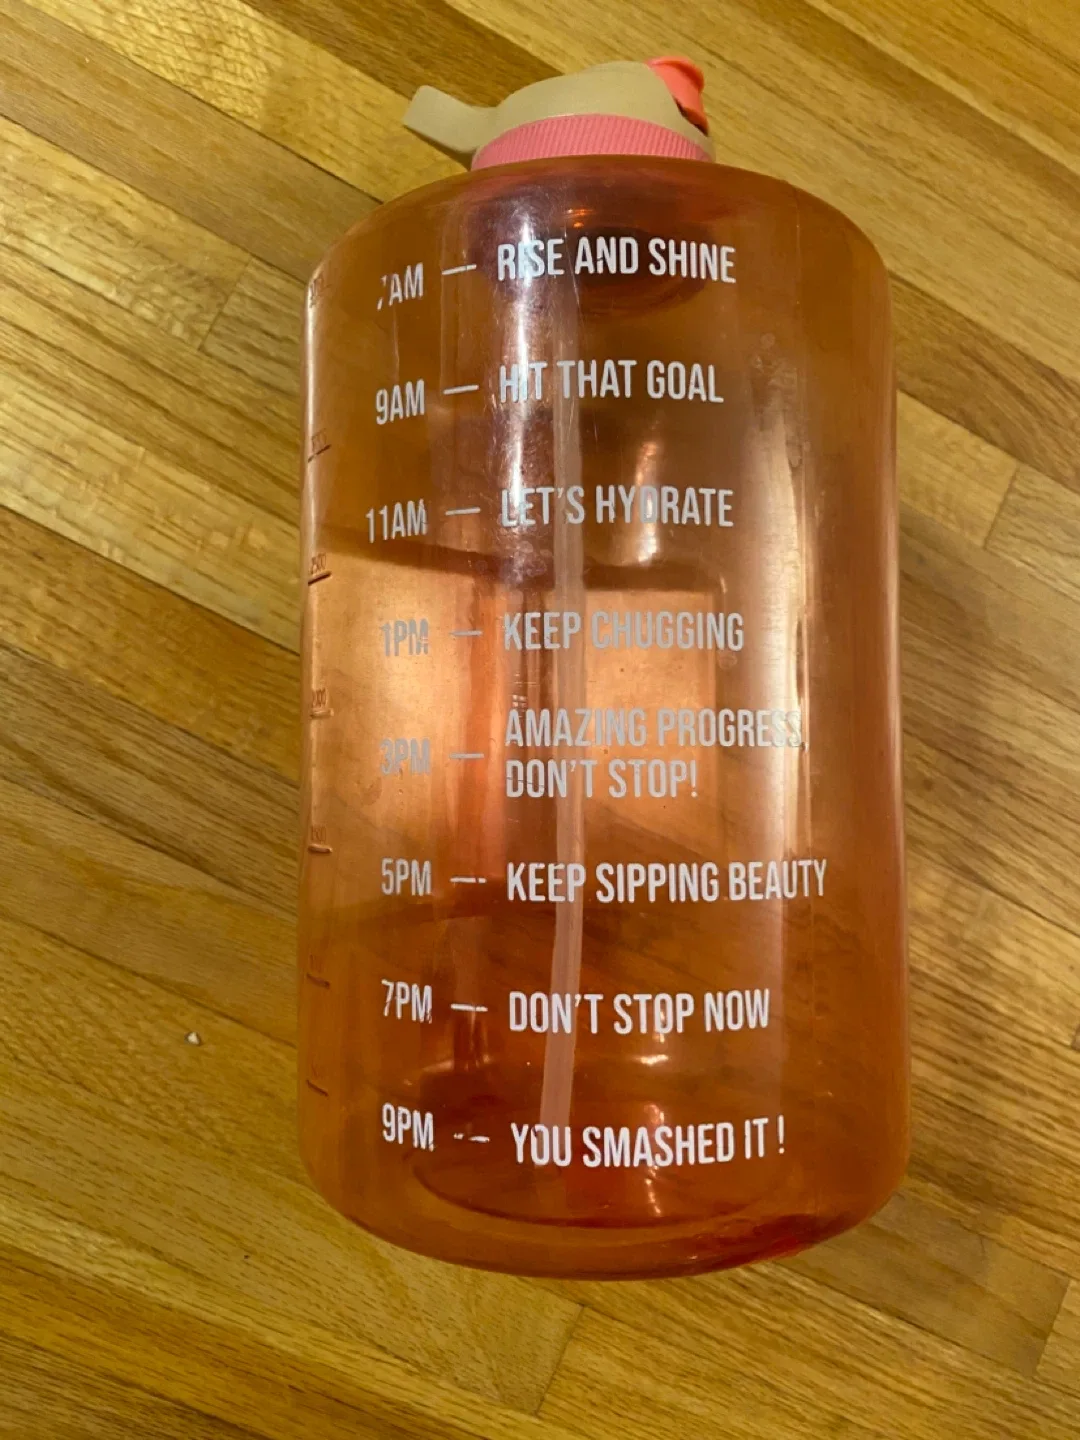 7AM — RISE AND SHINE
9AM — HIT THAT GOAL
11AM — LET'S HYDRATE
1PM — KEEP CHUGGING
3PM — AMAZING PROGRESS
DON'T STOP!
5PM — KEEP SIPPING BEAUTY
7PM — DON'T STOP NOW
9PM — YOU SMASHED IT !
2500